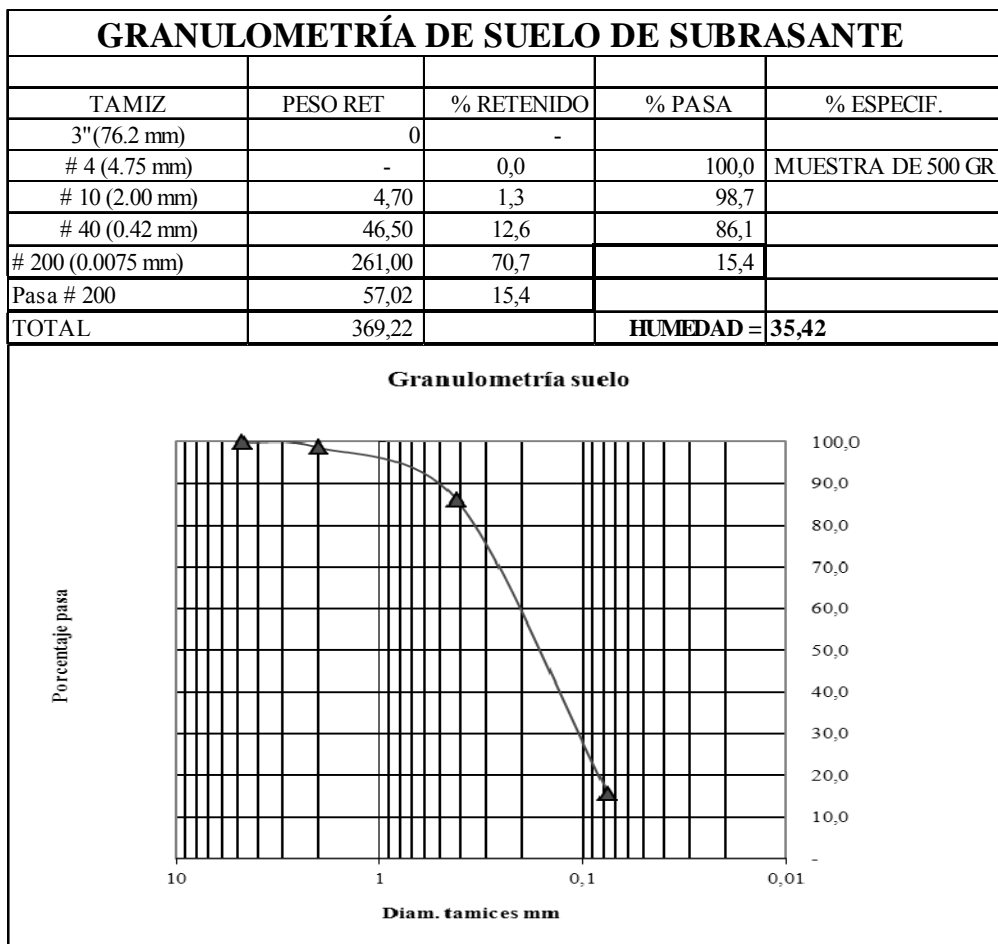 GRANULOMETRÍA DE SUELO DE SUBRASANTE
TAMIZ PESO RET % RETENIDO % PASA % ESPECIF.
3"(76.2 mm) 0 -
# 4 (4.75 mm) - 0,0 100,0 MUESTRA DE 500 GR
# 10 (2.00 mm) 4,70 1,3 98,7
# 40 (0.42 mm) 46,50 12,6 86,1
# 200 (0.0075 mm) 261,00 70,7 15,4
Pasa # 200 57,02 15,4
TOTAL 369,22 HUMEDAD = 35,42
Granulometría suelo
100,0
90,0
80,0
70,0
60,0
50,0
40,0
30,0
20,0
10,0
-
Porcentaje pasa
10 1 0,1 0,01
Diam. tamices mm